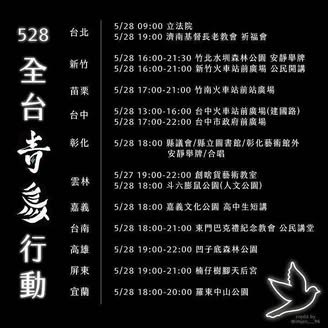 528
全台青鳥行動
台北
5/28 09:00 立法院
5/28 19:00 濟南基督長老教會 祈福會
新竹
5/28 16:00-21:30 竹北水圳森林公園 安靜舉牌
5/28 16:00-21:00 新竹火車站前廣場 公民開講
苗栗
5/28 17:00-21:00 竹南火車站前站廣場
台中
5/28 13:00-16:00 台中火車站前廣場(建國路)
5/28 17:00-22:00 台中市政府前廣場
彰化
5/28 18:00 縣議會/縣立圖書館/彰化藝術館外
安靜舉牌/合唱
雲林
5/27 19:00-22:00 創啥貨藝術教室
5/28 18:00 斗六膨鼠公園(人文公園)
嘉義
5/28 18:00 嘉義文化公園 高中生短講
台南
5/28 18:00-21:00 東門巴克禮紀念教會 公民講堂
高雄
5/28 19:00-22:00 凹子底森林公園
屏東
5/28 19:00-21:00 楠仔樹腳天后宮
宜蘭
5/28 18:00-20:00 羅東中山公園